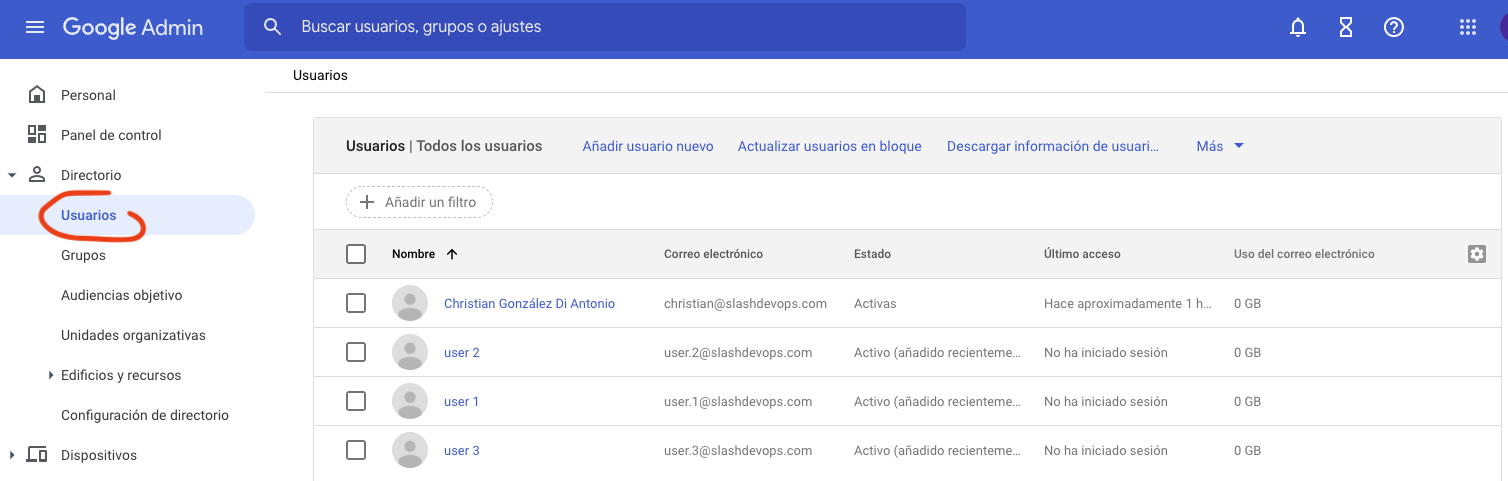 Google Admin
Buscar usuarios, grupos o ajustes
Personal
Panel de control
Directorio
Usuarios
Grupos
Audiencias objetivo
Unidades organizativas
Edificios y recursos
Configuración de directorio
Dispositivos
Usuarios
Usuarios | Todos los usuarios Añadir usuario nuevo Actualizar usuarios en bloque Descargar información de usuari… Más
Añadir un filtro
Nombre Correo electrónico Estado Último acceso Uso del correo electrónico
Christian González Di Antonio christian@slashdevops.com Activas Hace aproximadamente 1 h… 0 GB
user 2 user.2@slashdevops.com Activo (añadido recienteme… No ha iniciado sesión 0 GB
user 1 user.1@slashdevops.com Activo (añadido recienteme… No ha iniciado sesión 0 GB
user 3 user.3@slashdevops.com Activo (añadido recienteme… No ha iniciado sesión 0 GB